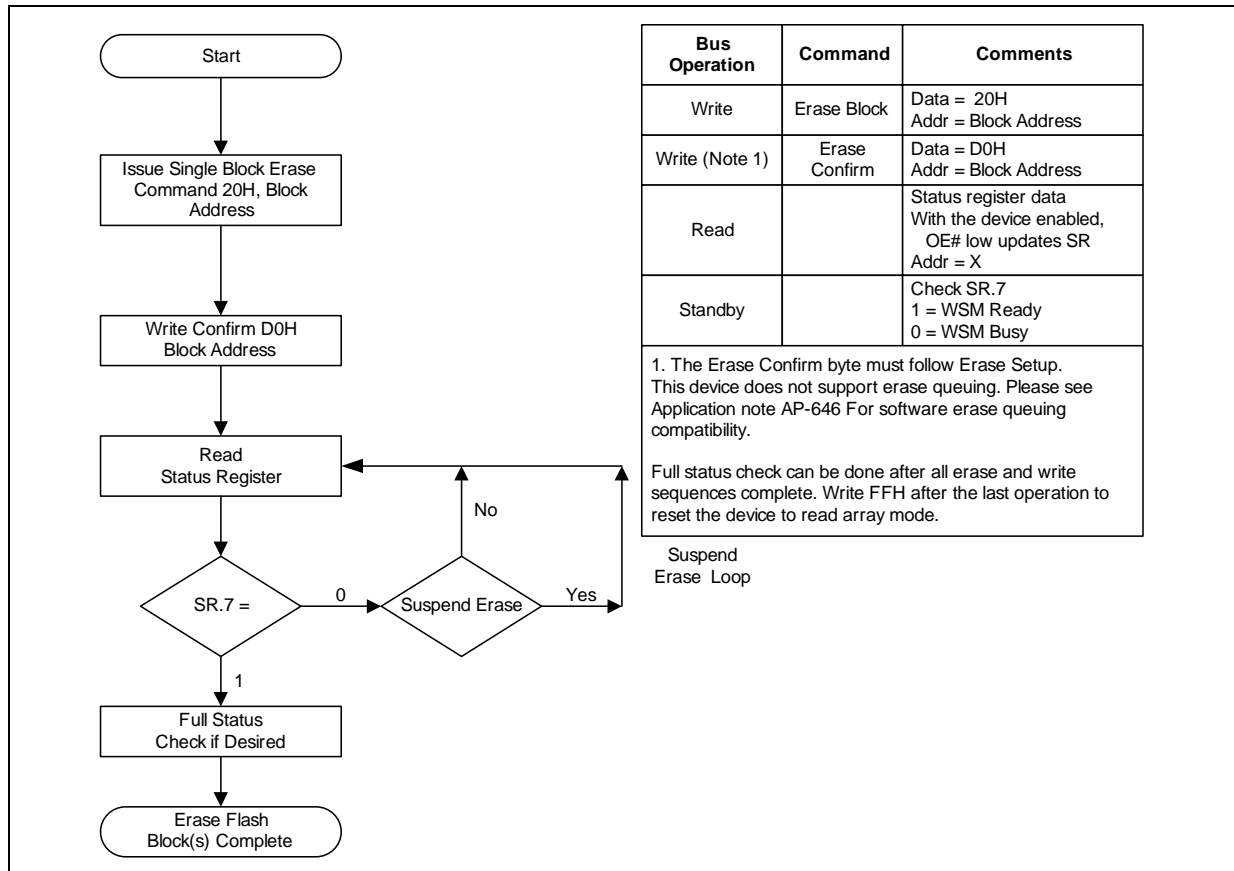 Start
Issue Single Block Erase
Command 20H, Block
Address
Write Confirm D0H
Block Address
Read
Status Register
No
SR.7 =
0
Suspend Erase
Yes
1
Full Status
Check if Desired
Erase Flash
Block(s) Complete
Suspend
Erase Loop
Bus
Operation
Command
Comments
Write
Erase Block
Data = 20H
Addr = Block Address
Write (Note 1)
Erase
Confirm
Data = D0H
Addr = Block Address
Read
Status register data
With the device enabled,
OE# low updates SR
Addr = X
Standby
Check SR.7
1 = WSM Ready
0 = WSM Busy
1. The Erase Confirm byte must follow Erase Setup.
This device does not support erase queuing. Please see
Application note AP-646 For software erase queuing
compatibility.
Full status check can be done after all erase and write
sequences complete. Write FFH after the last operation to
reset the device to read array mode.